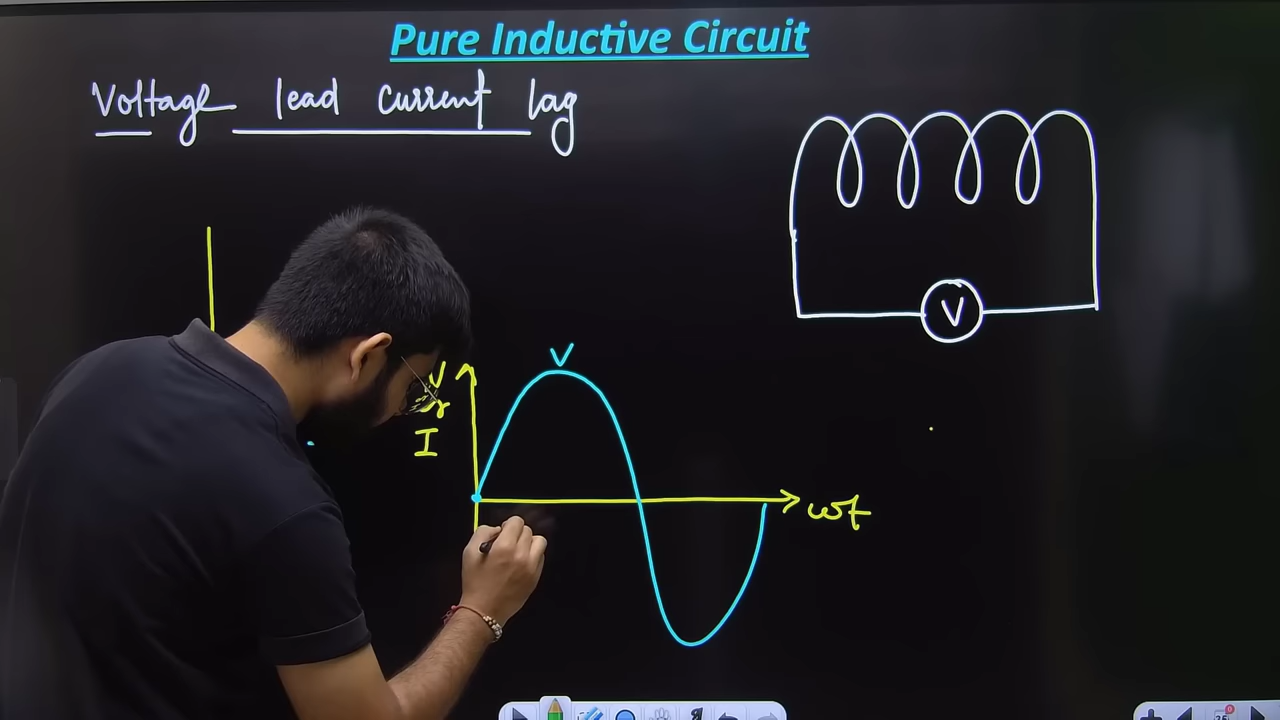 Pure Inductive Circuit
Voltage lead current lag
V
V
V
I
ωt